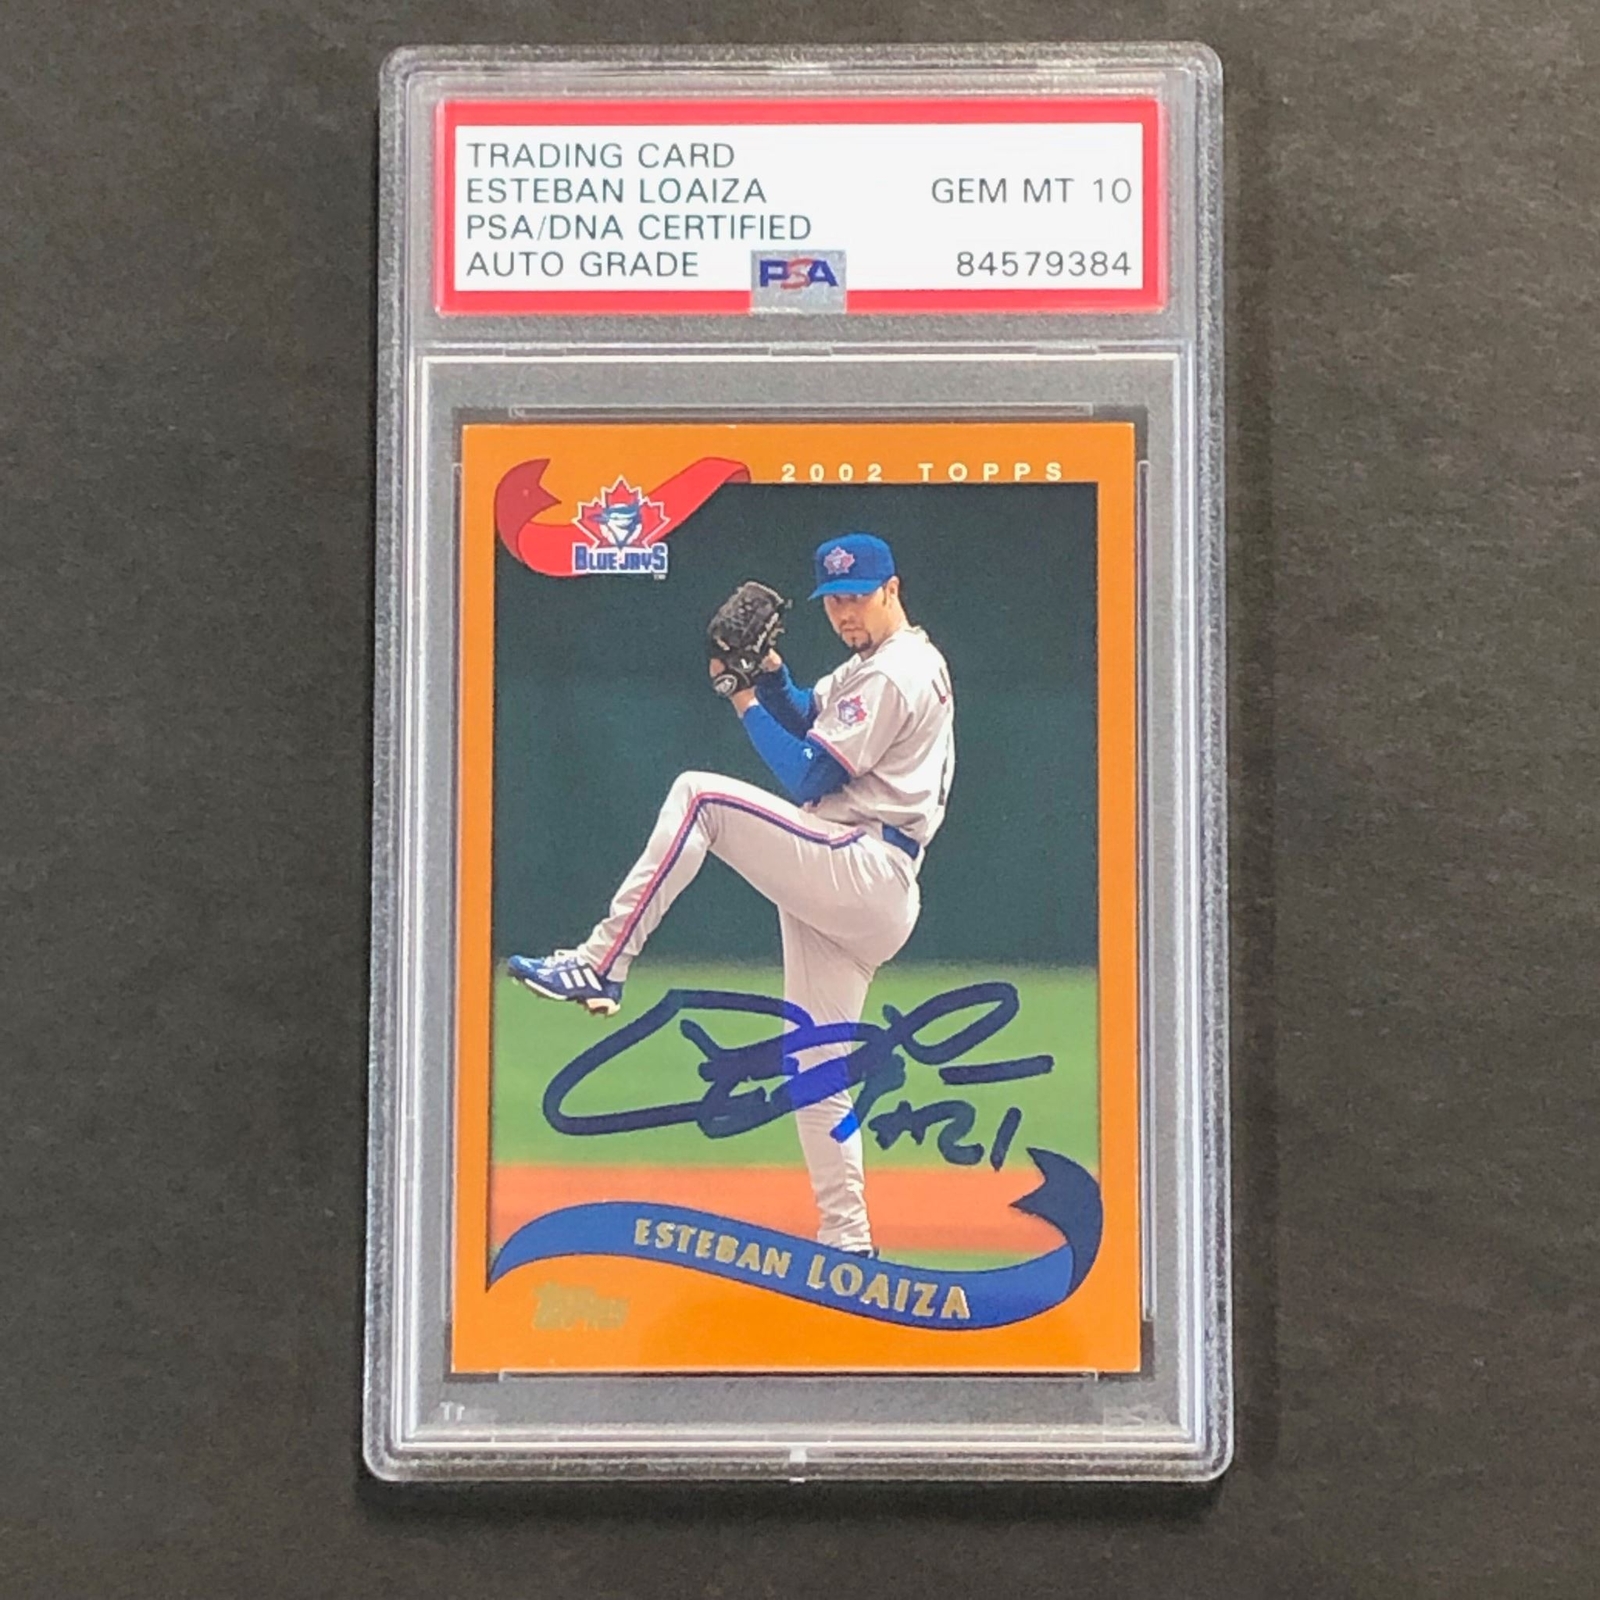 TRADING CARD
ESTEBAN LOAIZA GEM MT 10
PSA/DNA CERTIFIED
AUTO GRADE PSA 84579384
2002 TOPPS
BLUE JAYS
#21
ESTEBAN LOAIZA
TOPPS